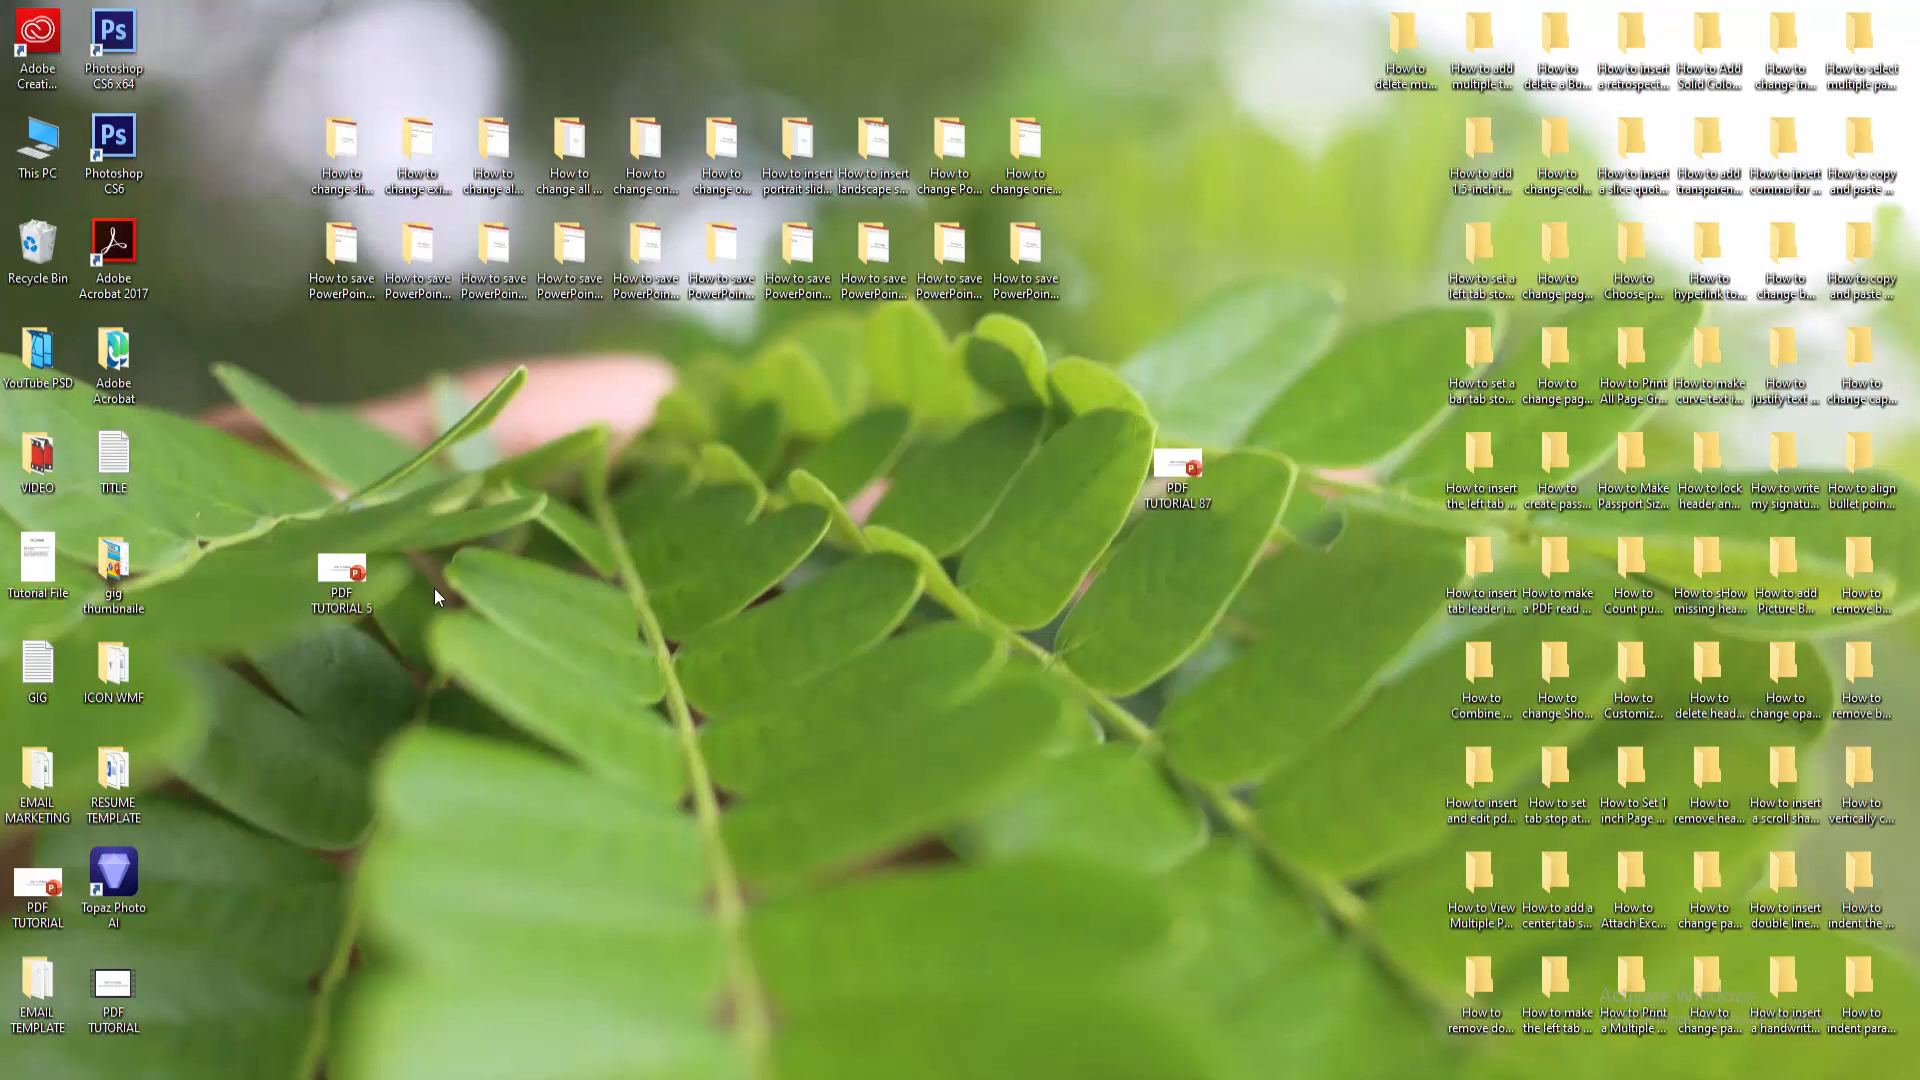 Adobe
Creati...
Photoshop
CS6 x64
This PC
Photoshop
CS6
Recycle Bin
Adobe
Acrobat 2017
YouTube PSD
Adobe
Acrobat
VIDEO
TITLE
Tutorial File
gig
thumbnaile
GIG
ICON WMF
EMAIL
MARKETING
RESUME
TEMPLATE
PDF
TUTORIAL
Topaz Photo
AI
EMAIL
TEMPLATE
PDF
TUTORIAL
How to
change sli...
How to
change exi...
How to
change al...
How to
change all ...
How to
change on...
How to
change o...
How to insert
portrait slid...
How to insert
landscape s...
How to
change Po...
How to
change orie...
How to save
PowerPoin...
How to save
PowerPoin...
How to save
PowerPoin...
How to save
PowerPoin...
How to save
PowerPoin...
How to save
PowerPoin...
How to save
PowerPoin...
How to save
PowerPoin...
How to save
PowerPoin...
How to save
PowerPoin...
PDF
TUTORIAL 5
PDF
TUTORIAL 87
How to
delete mu...
How to add
multiple t...
How to
delete a Bu...
How to insert
a retrospect...
How to Add
Solid Colo...
How to
change in...
How to select
multiple pa...
How to add
1.5-inch t...
How to
change col...
How to insert
a slice quot...
How to add
transparen...
How to insert
comma for ...
How to copy
and paste ...
How to set a
left tab sto...
How to
change pag...
How to
Choose p...
How to
hyperlink to...
How to
change b...
How to copy
and paste ...
How to set a
bar tab sto...
How to
change pag...
How to Print
All Page Gr...
How to make
curve text i...
How to
justify text ...
How to
change cap...
How to insert
the left tab ...
How to
create pass...
How to Make
Passport Siz...
How to lock
header an...
How to write
my signatu...
How to align
bullet poin...
How to insert
tab leader i...
How to make
a PDF read ...
How to
Count pu...
How to sHow
missing hea...
How to add
Picture B...
How to
remove b...
How to
Combine ...
How to
change Sho...
How to
Customiz...
How to
delete head...
How to
change opa...
How to
remove b...
How to insert
and edit pd...
How to set
tab stop at...
How to Set 1
inch Page ...
How to
remove hea...
How to insert
a scroll sha...
How to
vertically c...
How to View
Multiple P...
How to add a
center tab s...
How to
Attach Exc...
How to
change pa...
How to insert
double line...
How to
indent the ...
How to
remove do...
How to make
the left tab ...
How to Print
a Multiple ...
How to
change pa...
How to insert
a handwritt...
How to
indent para...
Activate Windows